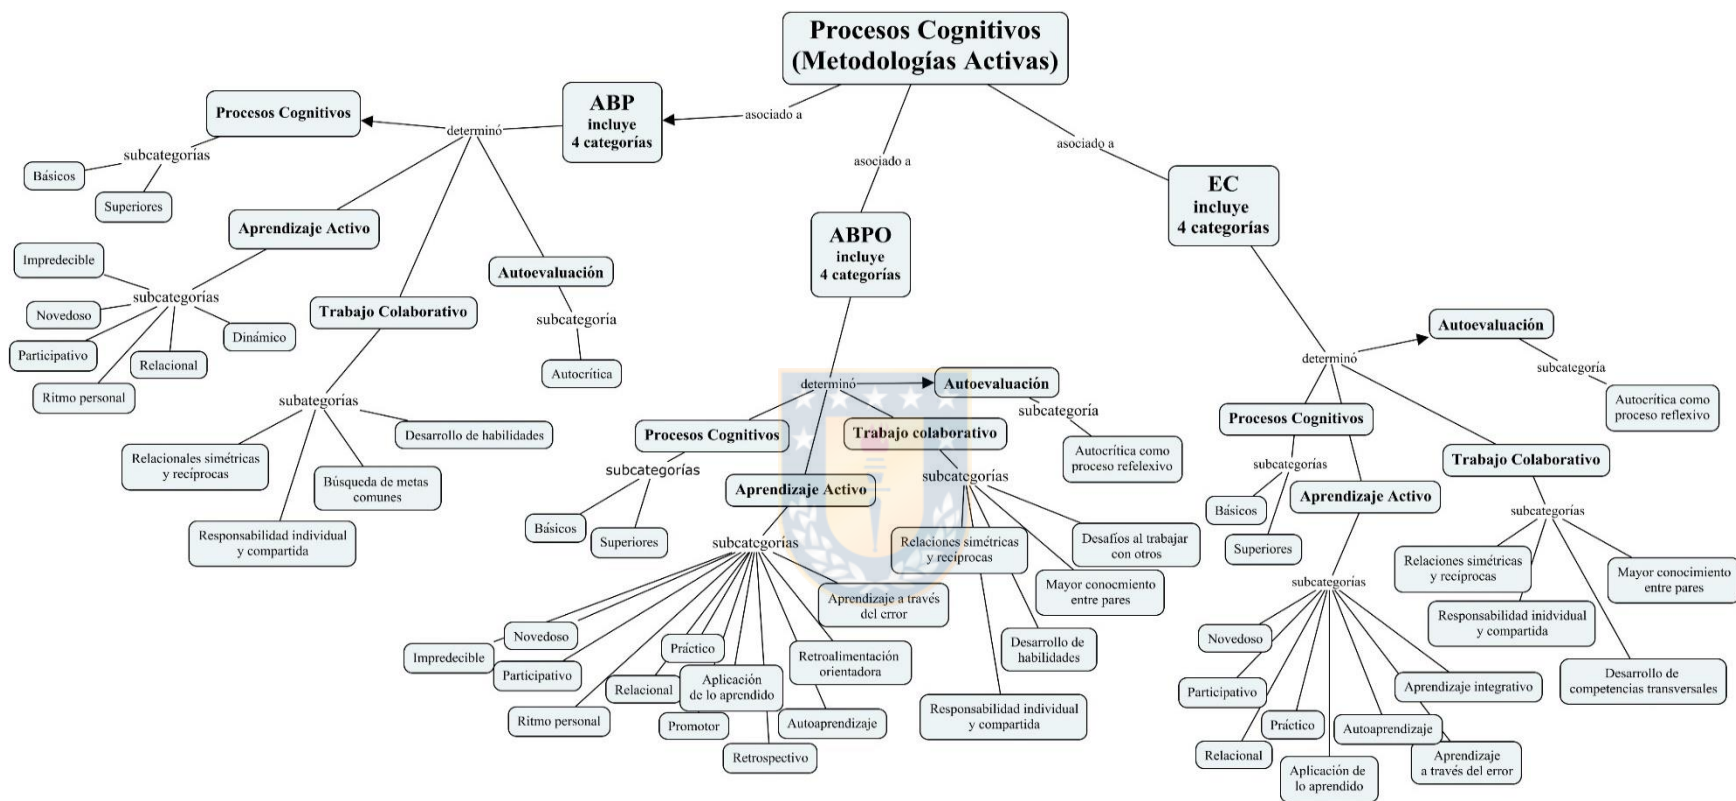 Procesos Cognitivos
(Metodologías Activas)
asociado a
asociado a
asociado a
ABP
incluye
4 categorías
determinó
Procesos Cognitivos
subcategorías
Básicos
Superiores
Aprendizaje Activo
subcategorías
Impredecible
Novedoso
Participativo
Ritmo personal
Relacional
Dinámico
Trabajo Colaborativo
subategorías
Relacionales simétricas
y recíprocas
Responsabilidad individual
y compartida
Búsqueda de metas
comunes
Desarrollo de habilidades
Autoevaluación
subcategoría
Autocrítica
ABPO
incluye
4 categorías
determinó
Procesos Cognitivos
subcategorías
Básicos
Superiores
Aprendizaje Activo
subcategorías
Impredecible
Novedoso
Participativo
Ritmo personal
Relacional
Práctico
Promotor
Aplicación
de lo aprendido
Retrospectivo
Autoaprendizaje
Retroalimentación
orientadora
Aprendizaje a través
del error
Trabajo colaborativo
subcategorías
Relaciones simétricas
y recíprocas
Responsabilidad individual
y compartida
Desarrollo de
habilidades
Mayor conocmiento
entre pares
Desafíos al trabajar
con otros
Autoevaluación
subcategoría
Autocrítica como
proceso refelexivo
EC
incluye
4 categorías
determinó
Procesos Cognitivos
subcategorías
Básicos
Superiores
Aprendizaje Activo
subcategorías
Novedoso
Participativo
Relacional
Práctico
Aplicación de
lo aprendido
Autoaprendizaje
Aprendizaje
a través del error
Aprendizaje integrativo
Trabajo Colaborativo
subcategorías
Relaciones simétricas
y reciprocas
Responsabilidad inidvidual
y compartida
Desarrollo de
competencias transversales
Mayor conocimiento
entre pares
Autoevaluación
subcategoría
Autocrítica como
proceso reflexivo